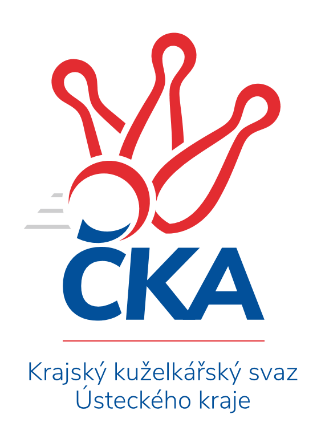 ČKA
Krajský kuželkářský svaz
Ústeckého kraje